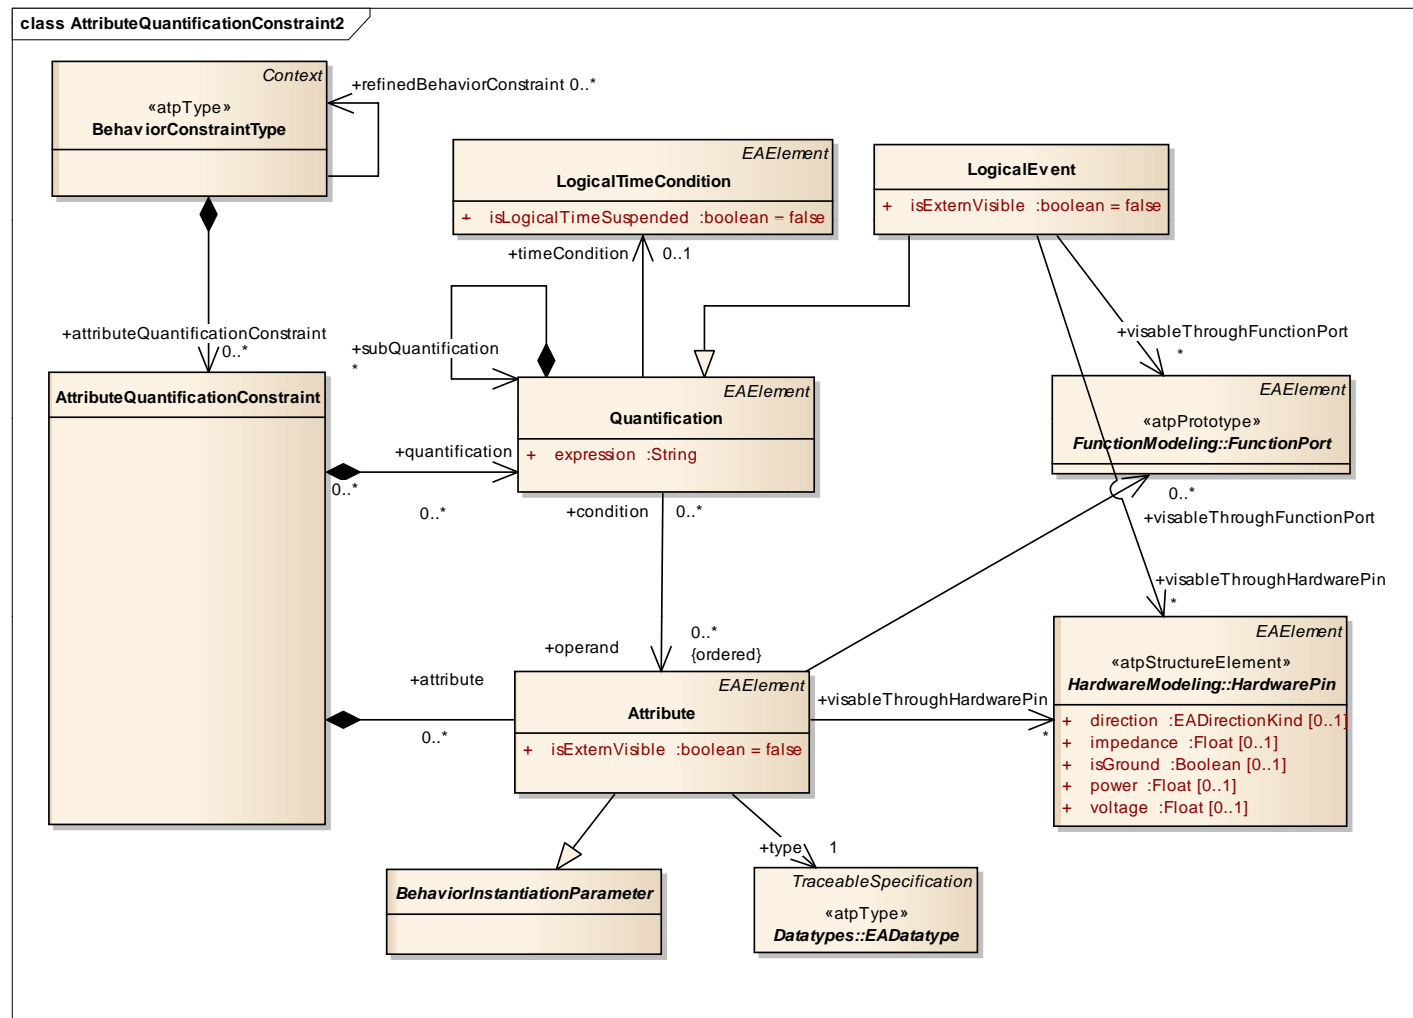 class AttributeQuantificationConstraint2
Context
«atpType»
BehaviorConstraintType
+refinedBehaviorConstraint 0..*
EAElement
LogicalTimeCondition
+ isLogicalTimeSuspended :boolean = false
LogicalEvent
+ isExternVisible :boolean = false
+timeCondition
0..1
+attributeQuantificationConstraint
0..*
+subQuantification
*
+visableThroughFunctionPort
*
AttributeQuantificationConstraint
EAElement
Quantification
+ expression :String
EAElement
«atpPrototype»
FunctionModeling::FunctionPort
+quantification
0..*
0..*
+condition
0..*
0..*
+visableThroughFunctionPort
+visableThroughHardwarePin
*
+operand
0..*
{ordered}
+attribute
0..*
EAElement
Attribute
+ isExternVisible :boolean = false
+visableThroughHardwarePin
*
EAElement
«atpStructureElement»
HardwareModeling::HardwarePin
+ direction :EADirectionKind [0..1]
+ impedance :Float [0..1]
+ isGround :Boolean [0..1]
+ power :Float [0..1]
+ voltage :Float [0..1]
+type
1
BehaviorInstantiationParameter
TraceableSpecification
«atpType»
Datatypes::EADatatype